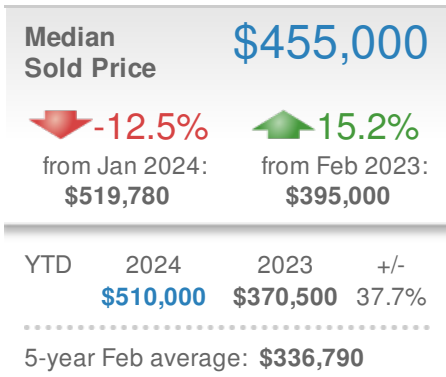 Median
Sold Price
$455,000
-12.5% 15.2%
from Jan 2024: from Feb 2023:
$519,780 $395,000
YTD 2024 2023 +/-
$510,000 $370,500 37.7%
5-year Feb average: $336,790